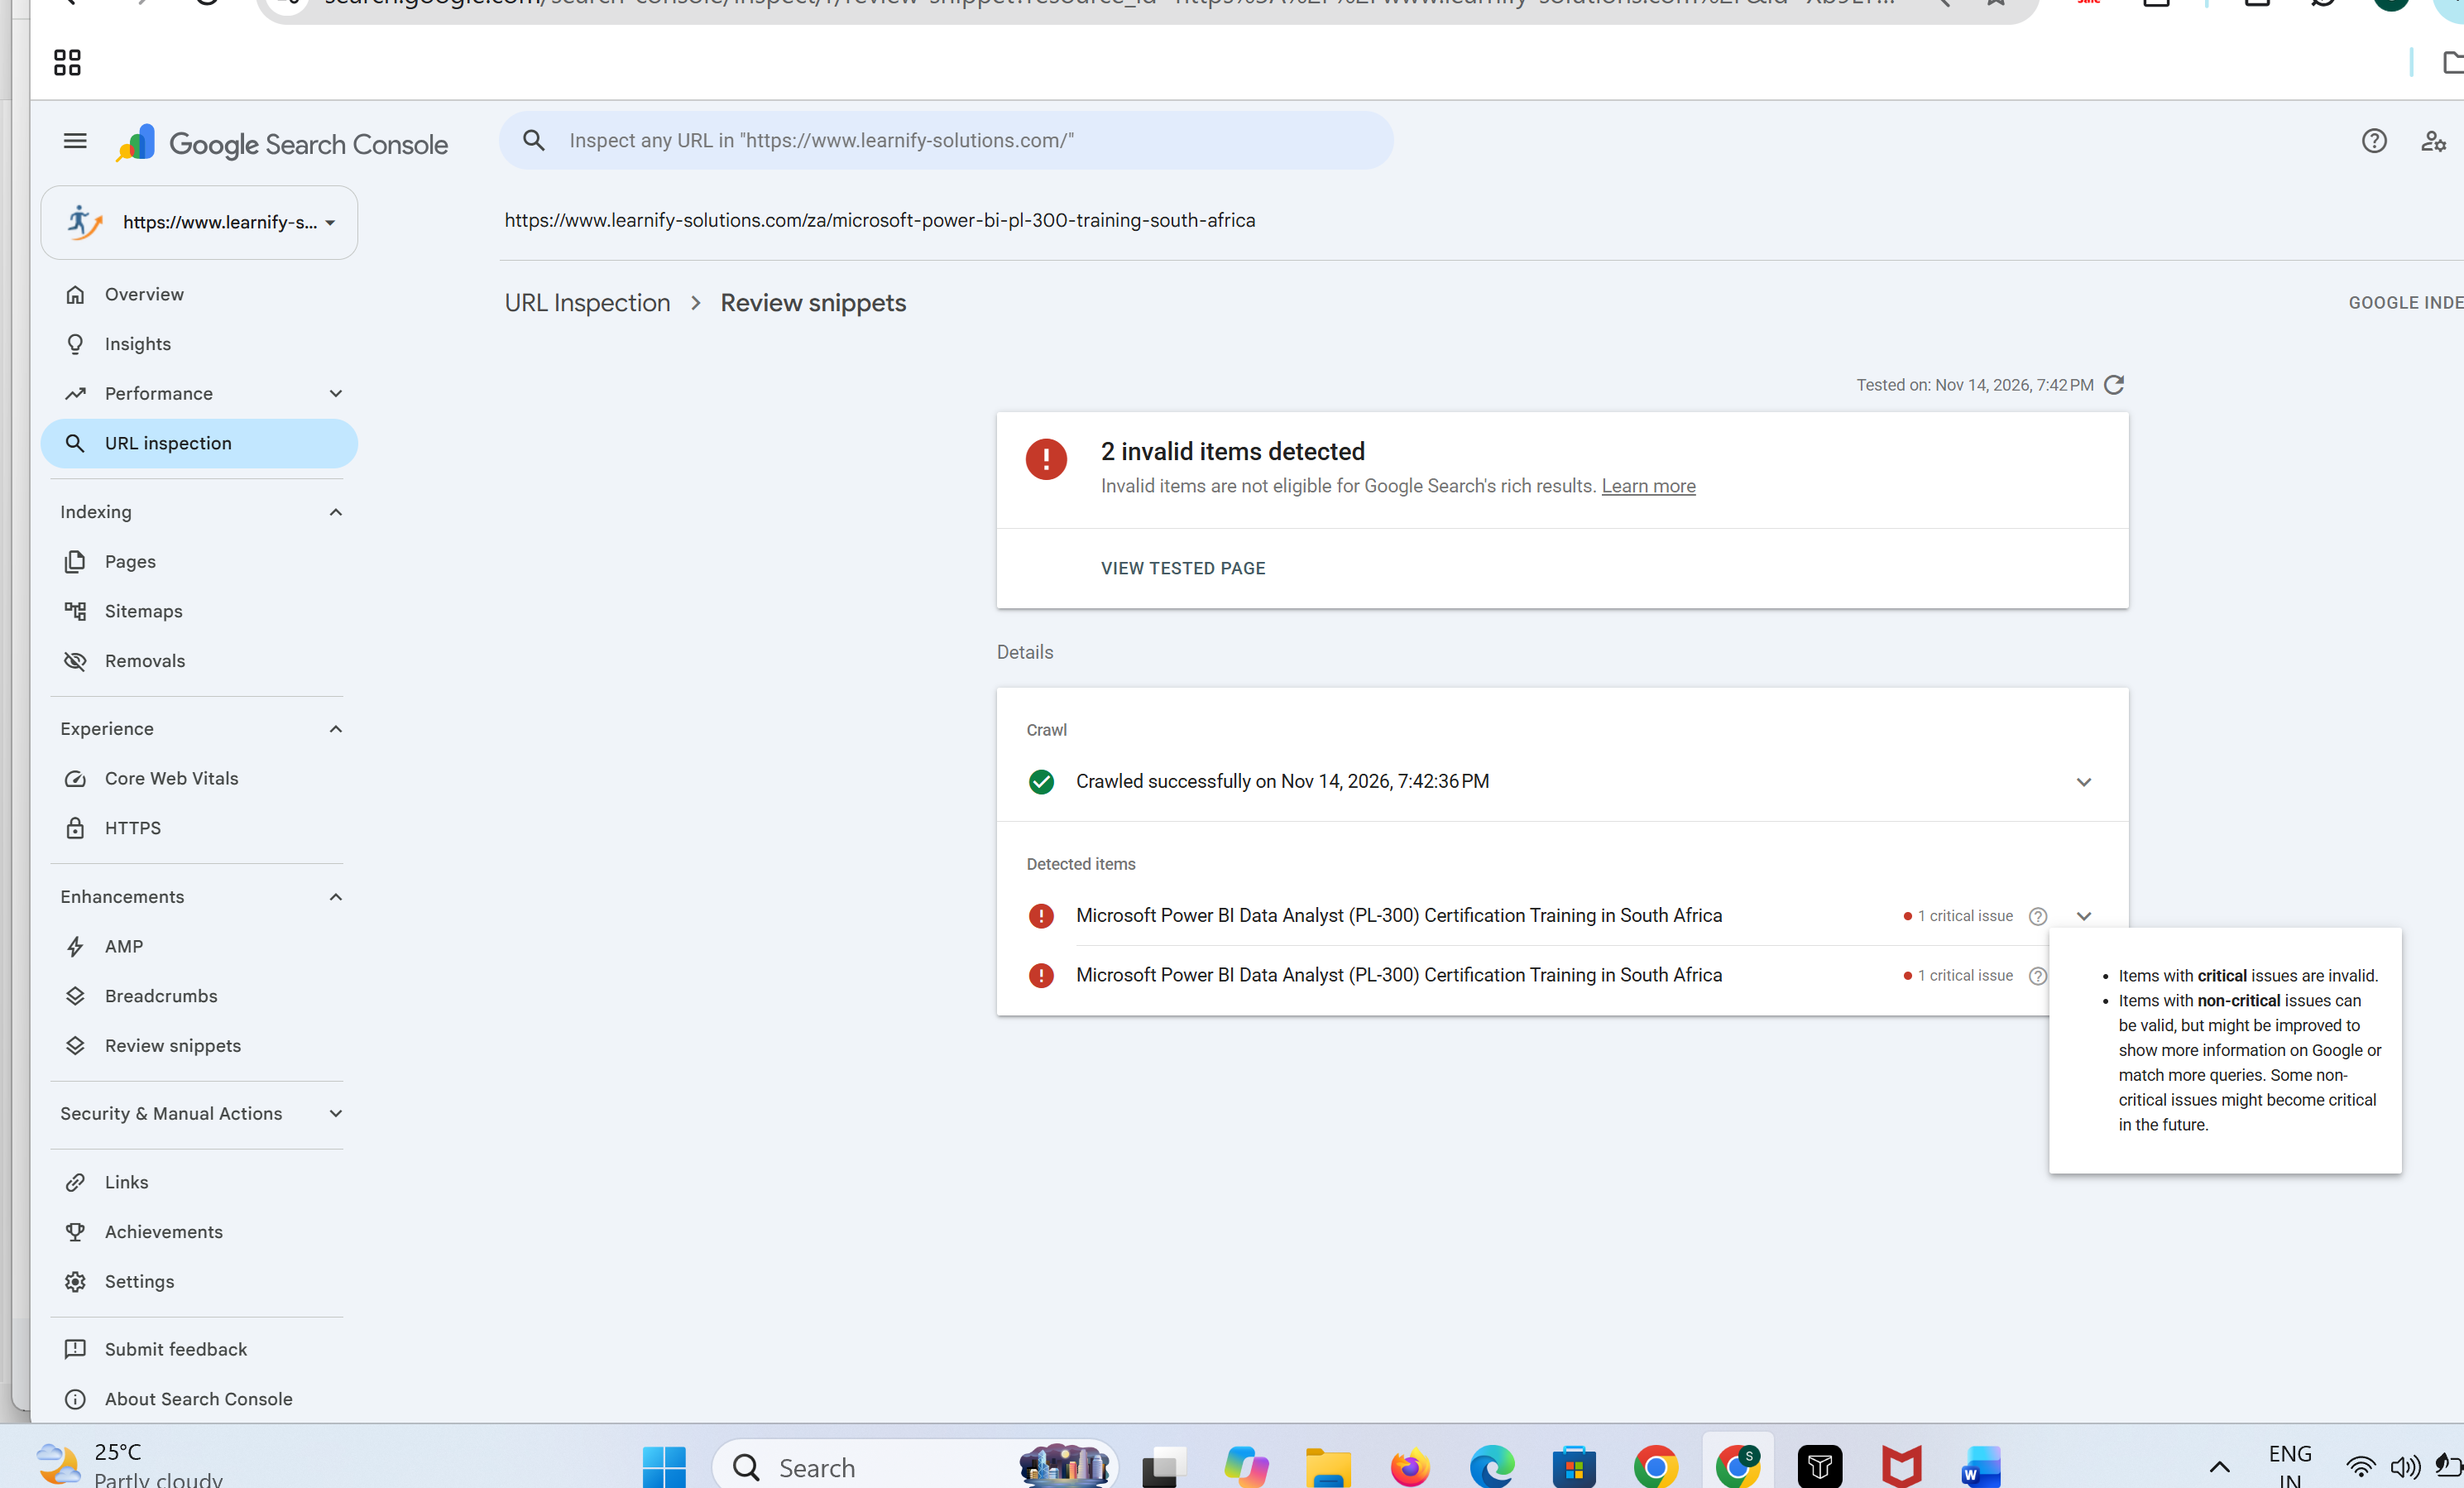 Google Search Console
Inspect any URL in "https://www.learnify-solutions.com/"
https://www.learnify-s...
https://www.learnify-solutions.com/za/microsoft-power-bi-pl-300-training-south-africa
Overview
Insights
Performance
URL inspection
Indexing
Pages
Sitemaps
Removals
Experience
Core Web Vitals
HTTPS
Enhancements
AMP
Breadcrumbs
Review snippets
Security & Manual Actions
Links
Achievements
Settings
Submit feedback
About Search Console
URL Inspection > Review snippets
GOOGLE INDE
Tested on: Nov 14, 2026, 7:42 PM
2 invalid items detected
Invalid items are not eligible for Google Search's rich results. Learn more
VIEW TESTED PAGE
Details
Crawl
Crawled successfully on Nov 14, 2026, 7:42:36 PM
Detected items
Microsoft Power BI Data Analyst (PL-300) Certification Training in South Africa
1 critical issue
Microsoft Power BI Data Analyst (PL-300) Certification Training in South Africa
1 critical issue
• Items with critical issues are invalid.
• Items with non-critical issues can
be valid, but might be improved to
show more information on Google or
match more queries. Some non-
critical issues might become critical
in the future.
25°C
Partly cloudy
Search
S
W
ENG
IN